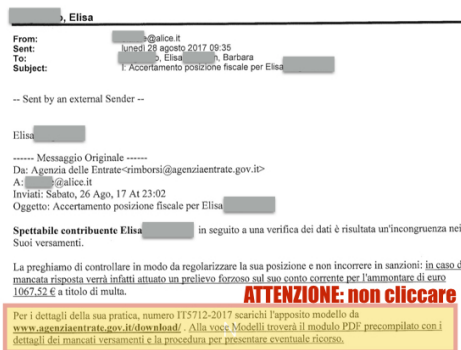 , Elisa
From: @alice.it
Sent: lunedì 28 agosto 2017 09:35
To: o, Elisa n, Barbara
Subject: I: Accertamento posizione fiscale per Elisa
-- Sent by an external Sender --
Elisa
------ Messaggio Originale ------
Da: Agenzia delle Entrate<rimborsi@agenziaentrate.gov.it>
A: @alice.it
Inviati: Sabato, 26 Ago, 17 At 23:02
Oggetto: Accertamento posizione fiscale per Elisa
Spettabile contribuente Elisa in seguito a una verifica dei dati è risultata un'incongruenza nei
Suoi versamenti.
La preghiamo di controllare in modo da regolarizzare la sua posizione e non incorrere in sanzioni: in caso d
mancata risposta verrà infatti attuato un prelievo forzoso sul suo conto corrente per l'ammontare di euro
1067,52 € a titolo di multa.
ATTENZIONE: non cliccare
Per i dettagli della sua pratica, numero IT5712-2017 scarichi l'apposito modello da
www.agenziaentrate.gov.it/download/ . Alla voce Modelli troverà il modulo PDF precompilato con i
dettagli dei mancati versamenti e la procedura per presentare eventuale ricorso.